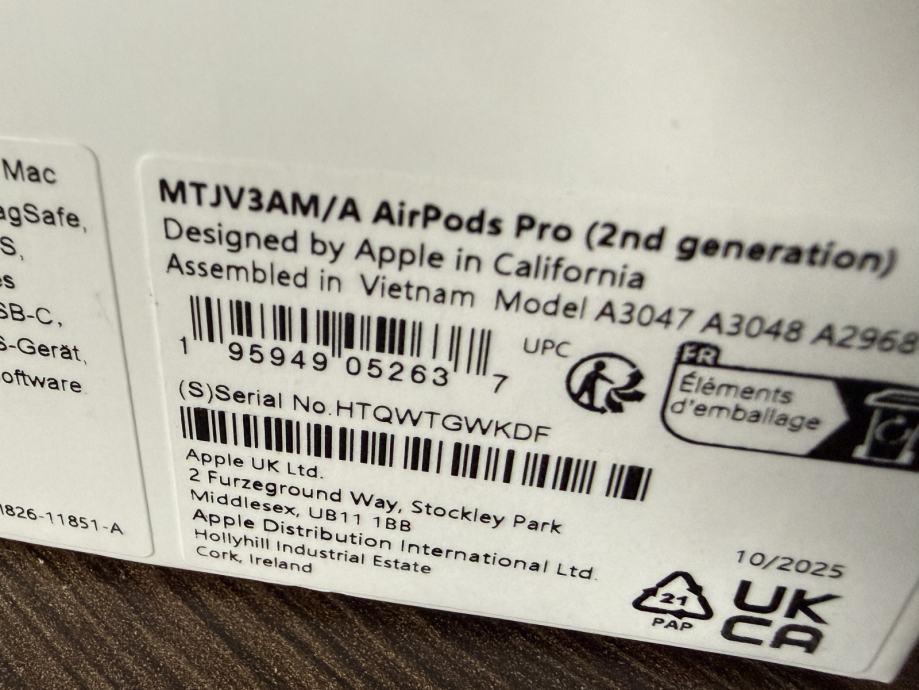 Mac
agSafe,
S,
es
SB-C,
S-Gerät,
oftware
826-11851-A
MTJV3AM/A AirPods Pro (2nd generation)
Designed by Apple in California
Assembled in Vietnam Model A3047 A3048 A2968
1 95949 05263 7
UPC
FR
Éléments
d'emballage
(S)Serial No.HTQWTGWKDF
Apple UK Ltd.
2 Furzeground Way, Stockley Park
Middlesex, UB11 1BB
Apple Distribution International Ltd.
Hollyhill Industrial Estate
Cork, Ireland
10/2025
21
PAP
UK
CA